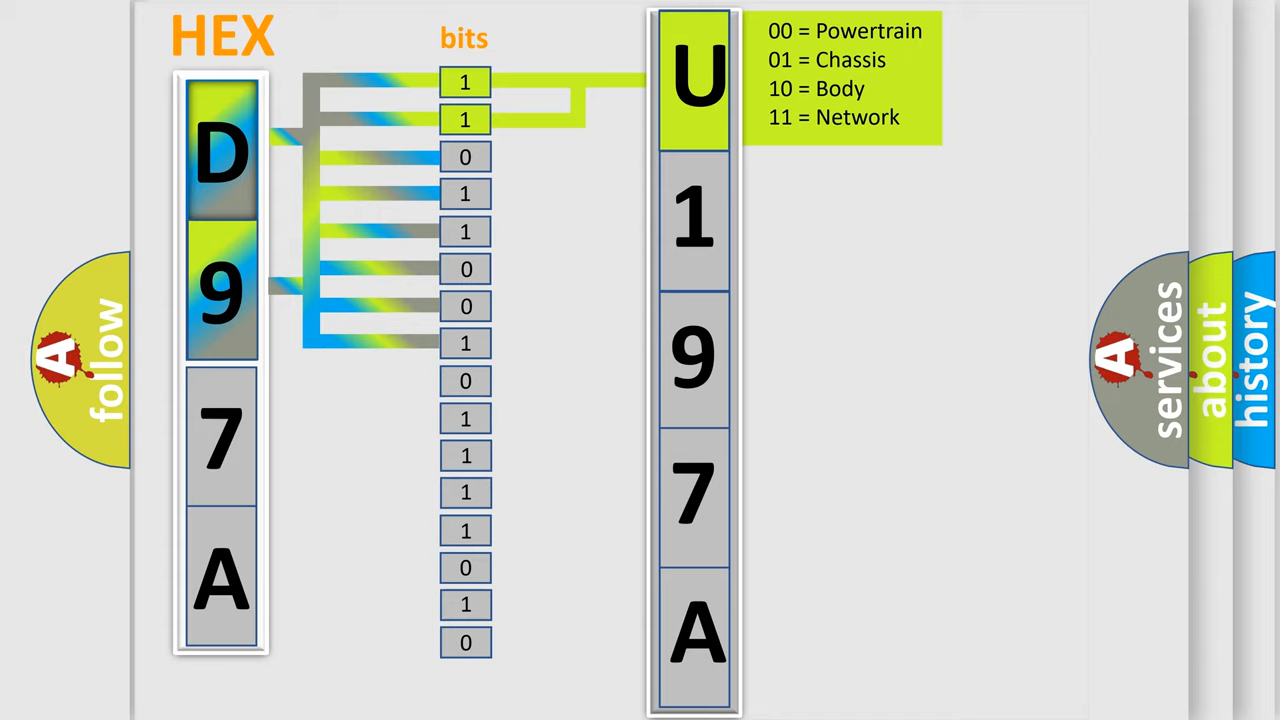 HEX
D
9
7
A
bits
1
1
0
1
1
0
0
1
0
1
1
1
1
0
1
0
U
1
9
7
A
00 = Powertrain
01 = Chassis
10 = Body
11 = Network
A
follow
A
services
about
history